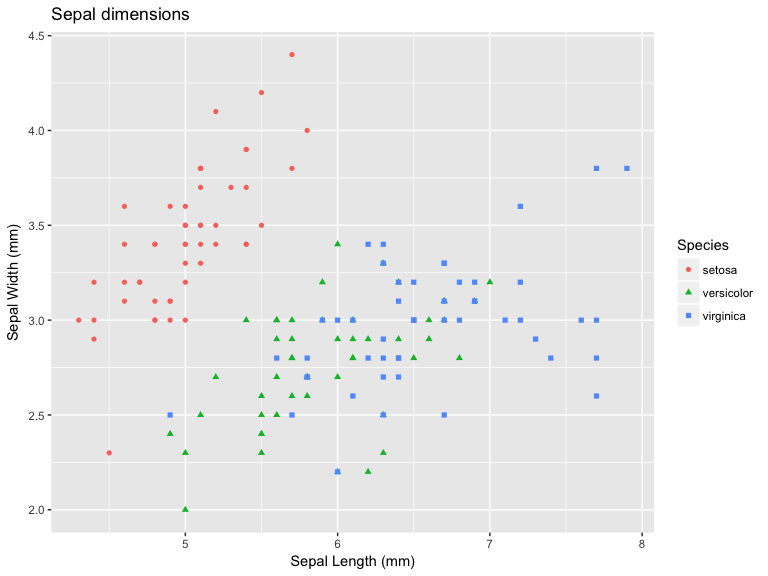 Sepal dimensions
4.5
4.0
3.5
3.0
2.5
2.0
Sepal Width (mm)
5 6 7 8
Sepal Length (mm)
Species
setosa
versicolor
virginica